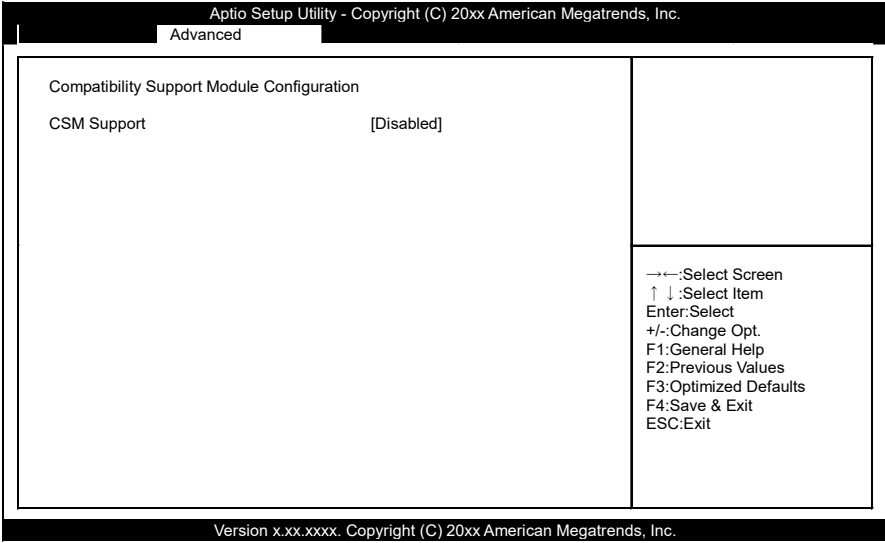 Aptio Setup Utility - Copyright (C) 20xx American Megatrends, Inc.
Advanced
Compatibility Support Module Configuration
CSM Support [Disabled]
→←:Select Screen
↑↓:Select Item
Enter:Select
+/-:Change Opt.
F1:General Help
F2:Previous Values
F3:Optimized Defaults
F4:Save & Exit
ESC:Exit
Version x.xx.xxxx. Copyright (C) 20xx American Megatrends, Inc.